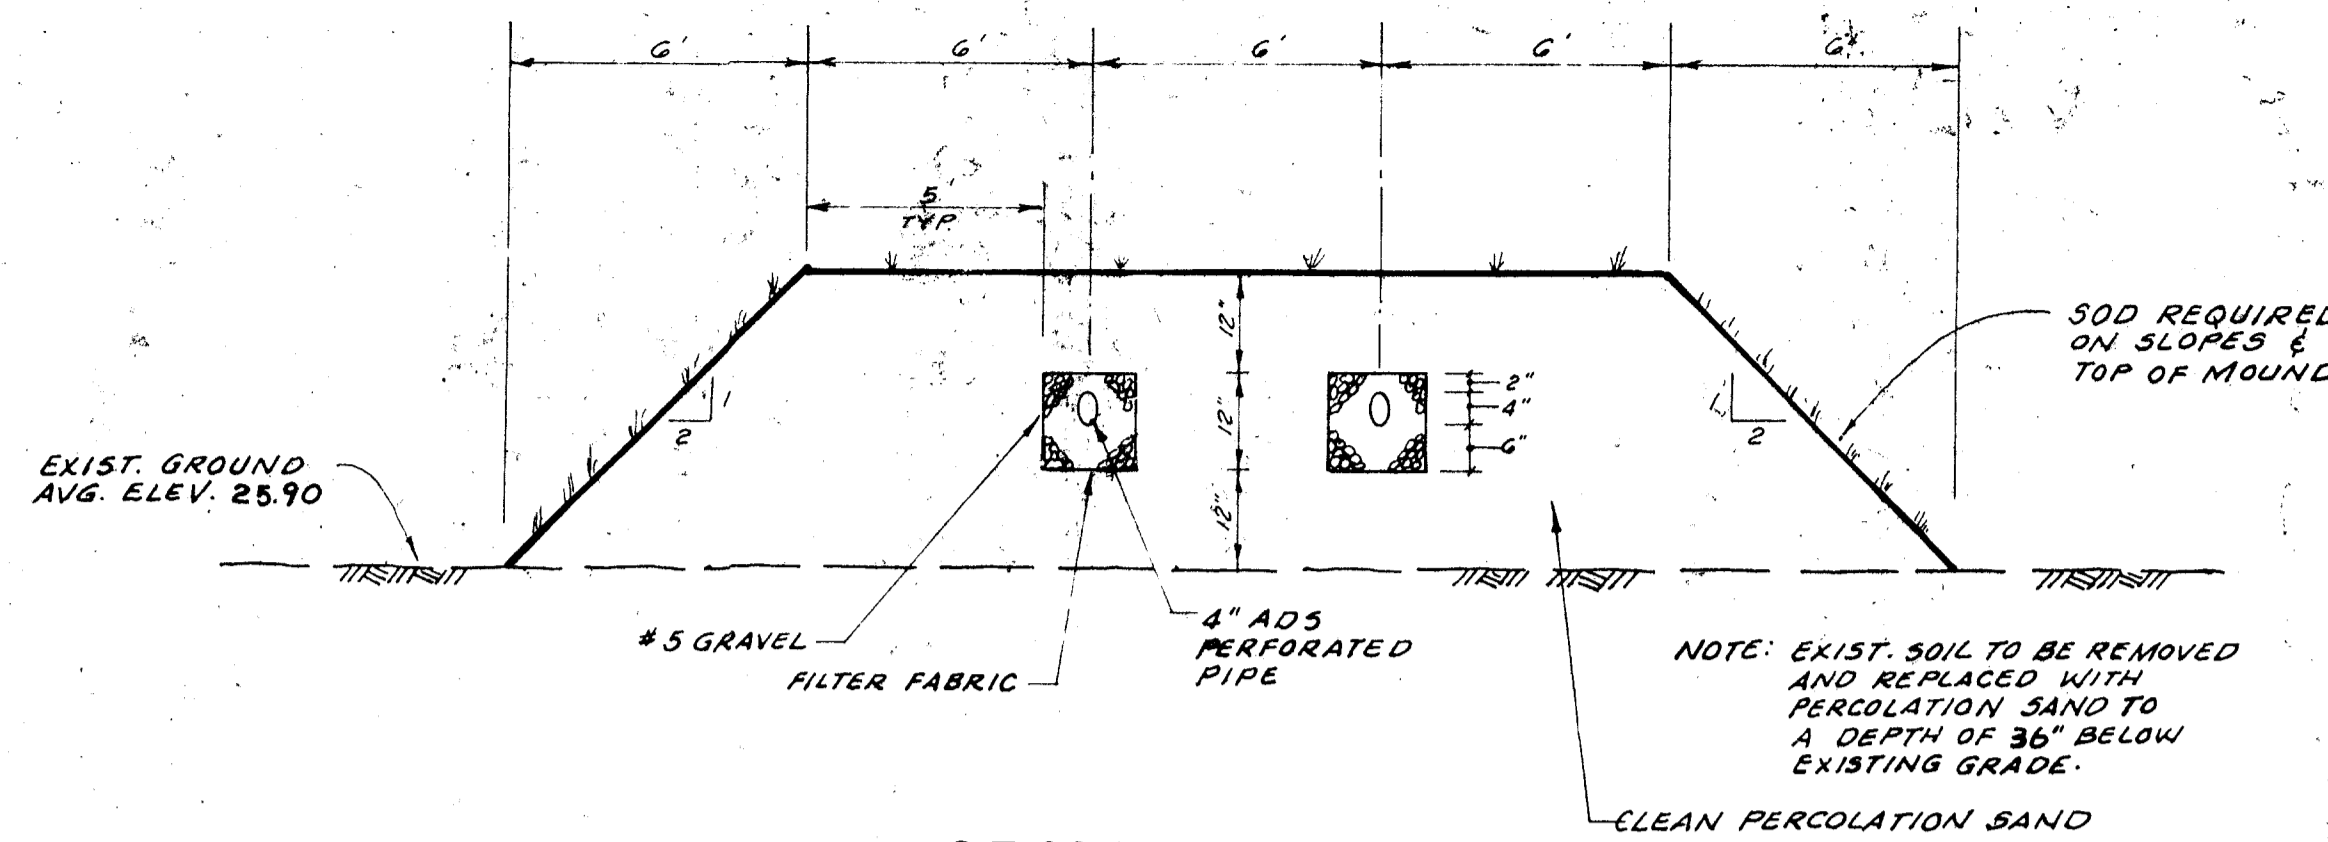 6' 6' 6' 6' 6'
5
TYP.
12"
12"
12"
2"
4"
6"
1
2
1
2
SOD REQUIRED
ON SLOPES &
TOP OF MOUND
EXIST. GROUND
AVG. ELEV. 25.90
#5 GRAVEL
FILTER FABRIC
4" ADS
PERFORATED
PIPE
NOTE: EXIST. SOIL TO BE REMOVED
AND REPLACED WITH
PERCOLATION SAND TO
A DEPTH OF 36" BELOW
EXISTING GRADE.
CLEAN PERCOLATION SAND